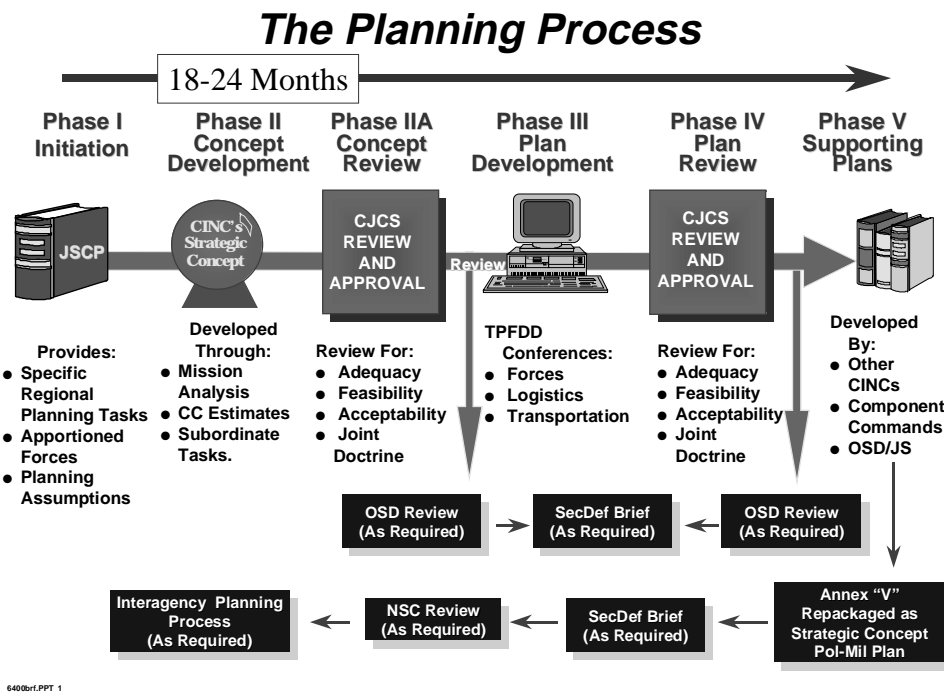 The Planning Process
18-24 Months
Phase I
Initiation
Phase II
Concept
Development
Phase IIA
Concept
Review
Phase III
Plan
Development
Phase IV
Plan
Review
Phase V
Supporting
Plans
JSCP
CINC's
Strategic
Concept
CJCS
REVIEW
AND
APPROVAL
Review
CJCS
REVIEW
AND
APPROVAL
Provides:
● Specific
Regional
Planning Tasks
● Apportioned
Forces
● Planning
Assumptions
Developed
Through:
● Mission
Analysis
● CC Estimates
● Subordinate
Tasks.
Review For:
● Adequacy
● Feasibility
● Acceptability
● Joint
Doctrine
TPFDD
Conferences:
● Forces
● Logistics
● Transportation
Review For:
● Adequacy
● Feasibility
● Acceptability
● Joint
Doctrine
Developed
By:
● Other
CINCs
● Component
Commands
● OSD/JS
OSD Review
(As Required)
SecDef Brief
(As Required)
OSD Review
(As Required)
Interagency Planning
Process
(As Required)
NSC Review
(As Required)
SecDef Brief
(As Required)
Annex “V”
Repackaged as
Strategic Concept
Pol-Mil Plan
6400brf.PPT 1